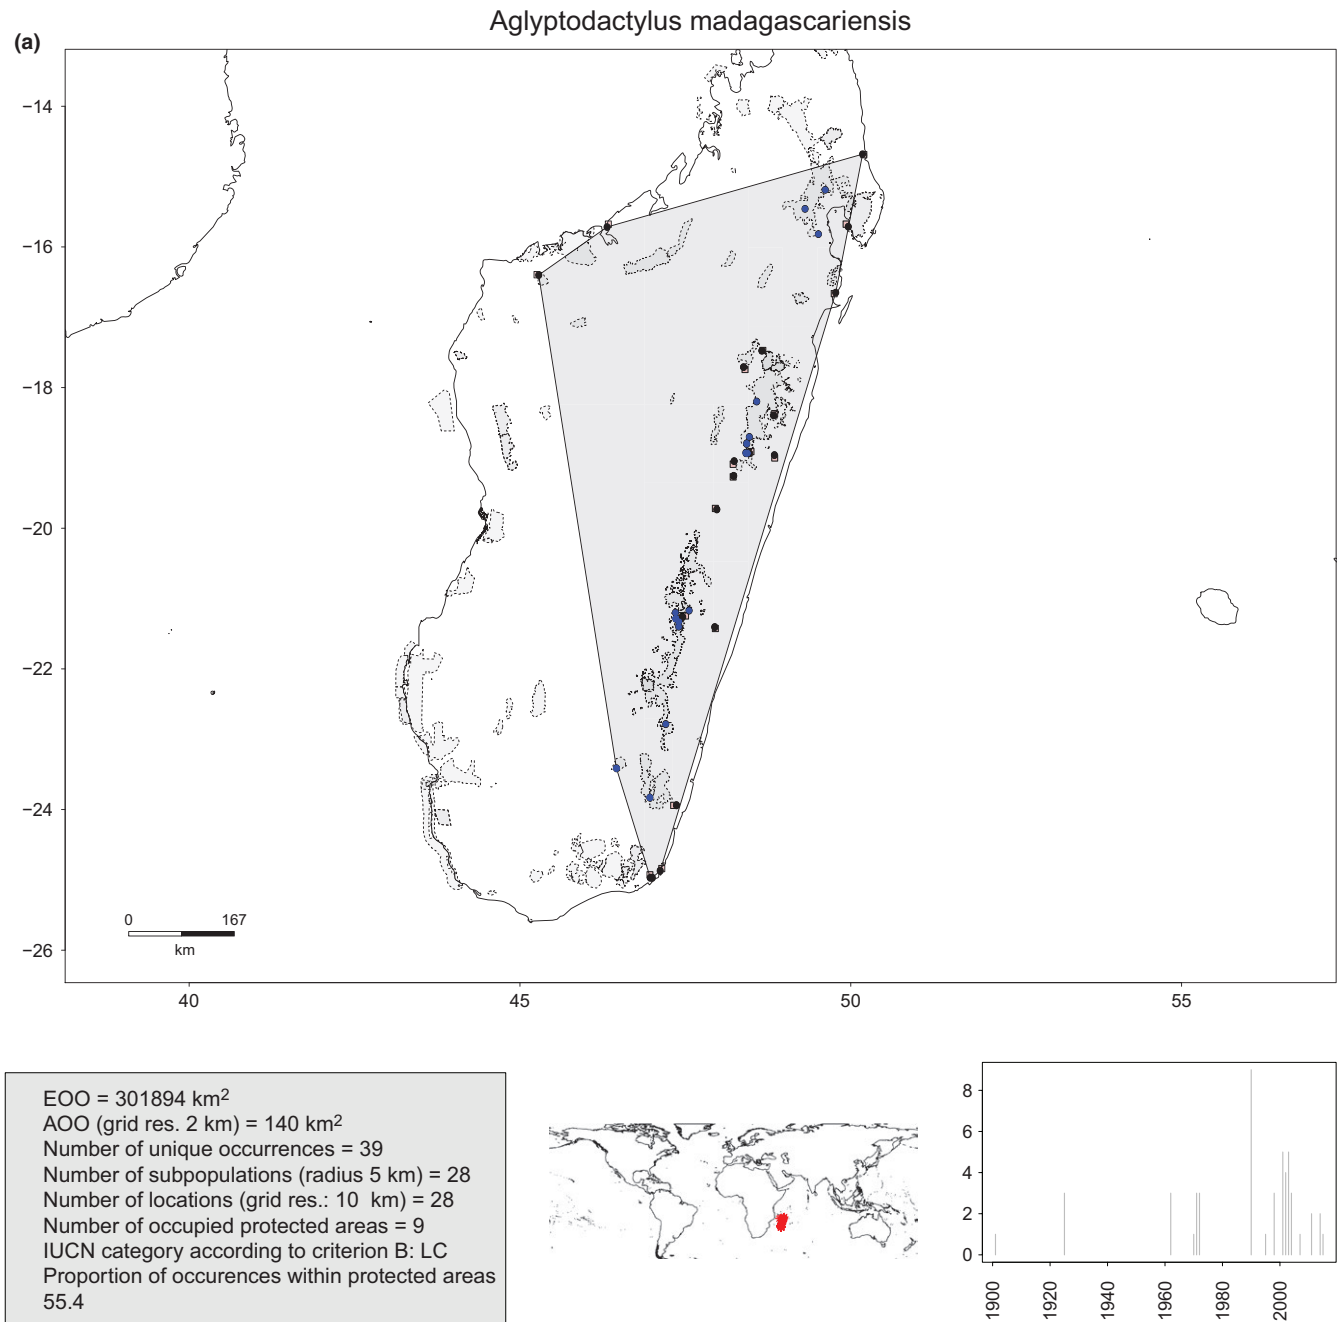 Aglyptodactylus madagascariensis
(a)
−14
−16
−18
−20
−22
−24
−26
0 167
km
40 45 50 55
EOO = 301894 km²
AOO (grid res. 2 km) = 140 km²
Number of unique occurrences = 39
Number of subpopulations (radius 5 km) = 28
Number of locations (grid res.: 10 km) = 28
Number of occupied protected areas = 9
IUCN category according to criterion B: LC
Proportion of occurences within protected areas
55.4
8
6
4
2
0
1900 1920 1940 1960 1980 2000